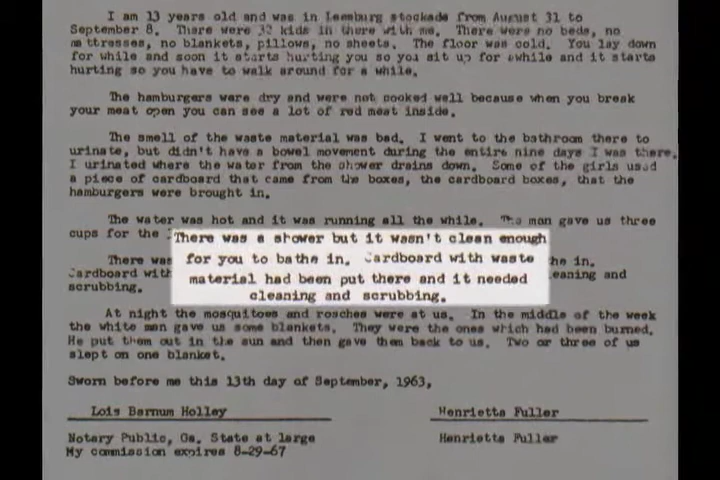 I am 13 years old and was in Leesburg stockade from August 31 to
September 8. There were 32 kids in there with me. There were no beds, no
mattresses, no blankets, pillows, no sheets. The floor was cold. You lay down
for while and soon it starts hurting you so you sit up for awhile and it starts
hurting so you have to walk around for a while.
The hamburgers were dry and were not cooked well because when you break
your meat open you can see a lot of red meat inside.
The smell of the waste material was bad. I went to the bathroom there to
urinate, but didn't have a bowel movement during the entire nine days I was there.
I urinated where the water from the shower drains down. Some of the girls used
a piece of cardboard that came from the boxes, the cardboard boxes, that the
hamburgers were brought in.
The water was hot and it was running all the while. The man gave us three
cups for the
There was a shower but it wasn't clean enough
for you to bathe in. Cardboard with waste
material had been put there and it needed
cleaning and scrubbing.
There was the in.
Cardboard with eaning and
scrubbing.
At night the mosquitoes and roaches were at us. In the middle of the week
the white man gave us some blankets. They were the ones which had been burned.
He put them out in the sun and then gave them back to us. Two or three of us
slept on one blanket.
Sworn before me this 13th day of September, 1963,
Lois Barnum Holley Henrietta Fuller
Notary Public, Ga. State at large Henrietta Fuller
My commission expires 8-29-67